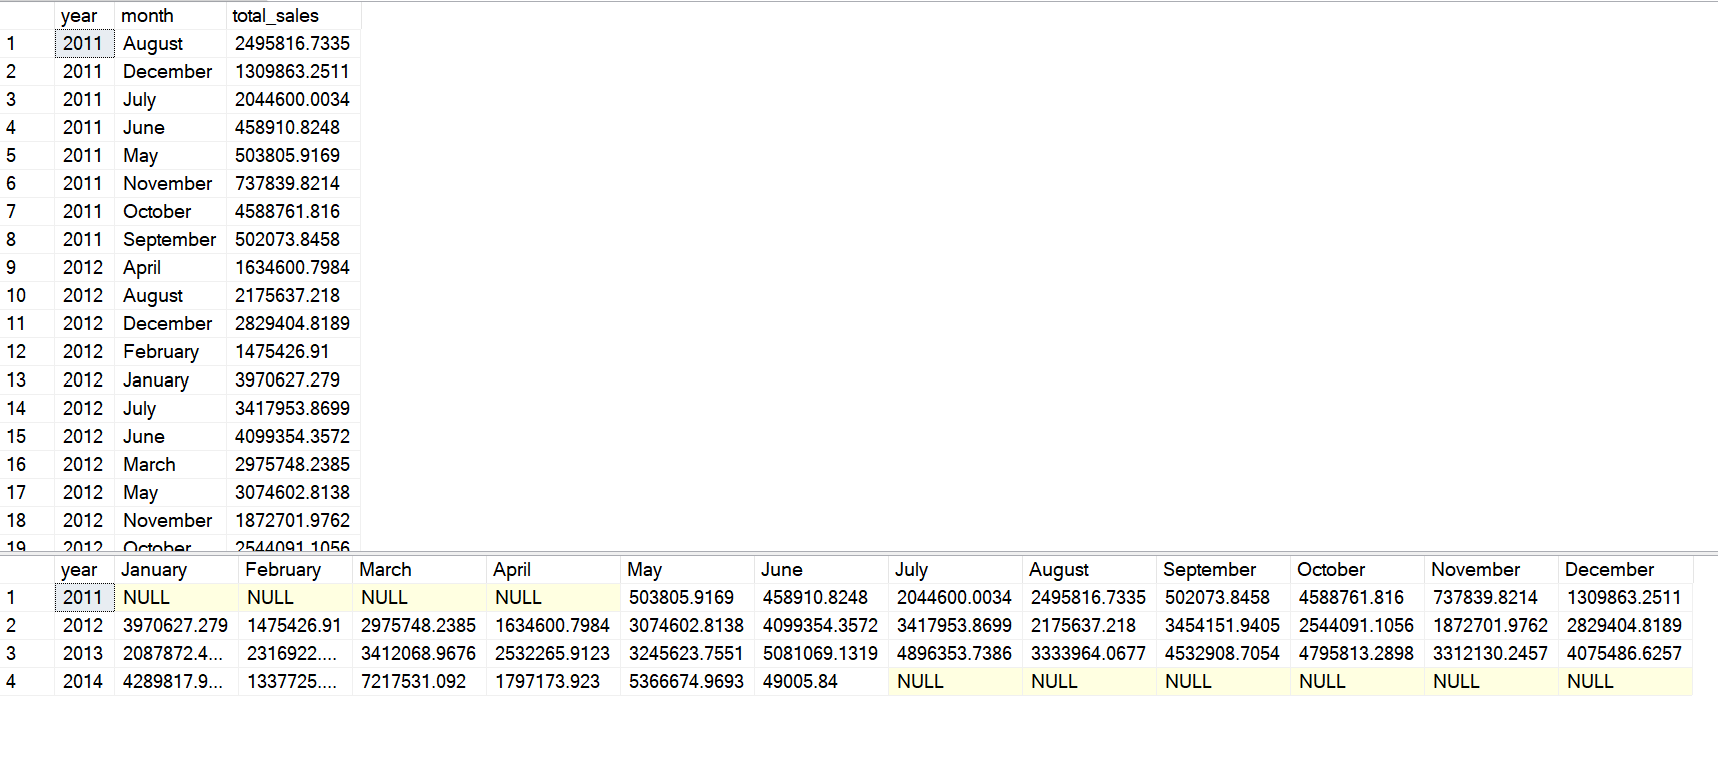 year month total_sales
1 2011 August 2495816.7335
2 2011 December 1309863.2511
3 2011 July 2044600.0034
4 2011 June 458910.8248
5 2011 May 503805.9169
6 2011 November 737839.8214
7 2011 October 4588761.816
8 2011 September 502073.8458
9 2012 April 1634600.7984
10 2012 August 2175637.218
11 2012 December 2829404.8189
12 2012 February 1475426.91
13 2012 January 3970627.279
14 2012 July 3417953.8699
15 2012 June 4099354.3572
16 2012 March 2975748.2385
17 2012 May 3074602.8138
18 2012 November 1872701.9762
19 2012 October 2544091.1056
year January February March April May June July August September October November December
1 2011 NULL NULL NULL NULL 503805.9169 458910.8248 2044600.0034 2495816.7335 502073.8458 4588761.816 737839.8214 1309863.2511
2 2012 3970627.279 1475426.91 2975748.2385 1634600.7984 3074602.8138 4099354.3572 3417953.8699 2175637.218 3454151.9405 2544091.1056 1872701.9762 2829404.8189
3 2013 2087872.4... 2316922.... 3412068.9676 2532265.9123 3245623.7551 5081069.1319 4896353.7386 3333964.0677 4532908.7054 4795813.2898 3312130.2457 4075486.6257
4 2014 4289817.9... 1337725.... 7217531.092 1797173.923 5366674.9693 49005.84 NULL NULL NULL NULL NULL NULL